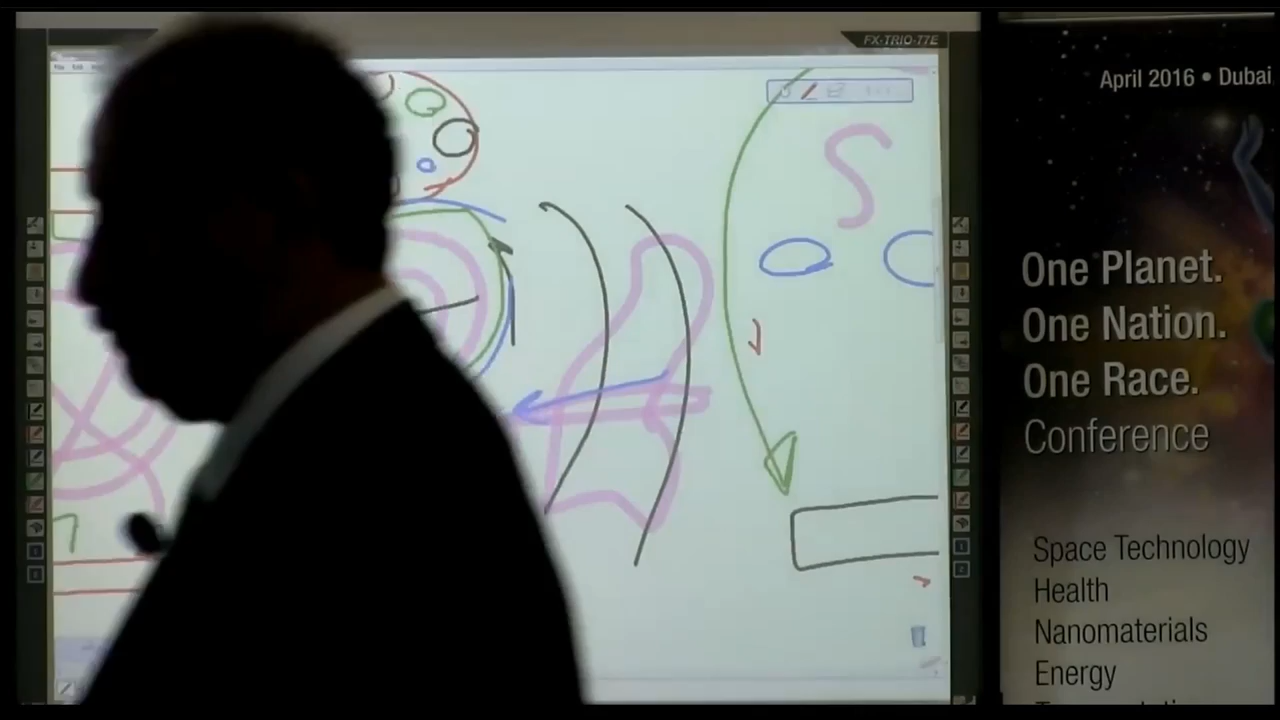 FX-TRIO-77E
April 2016 • Dubai
S
One Planet.
One Nation.
One Race.
Conference
Space Technology
Health
Nanomaterials
Energy